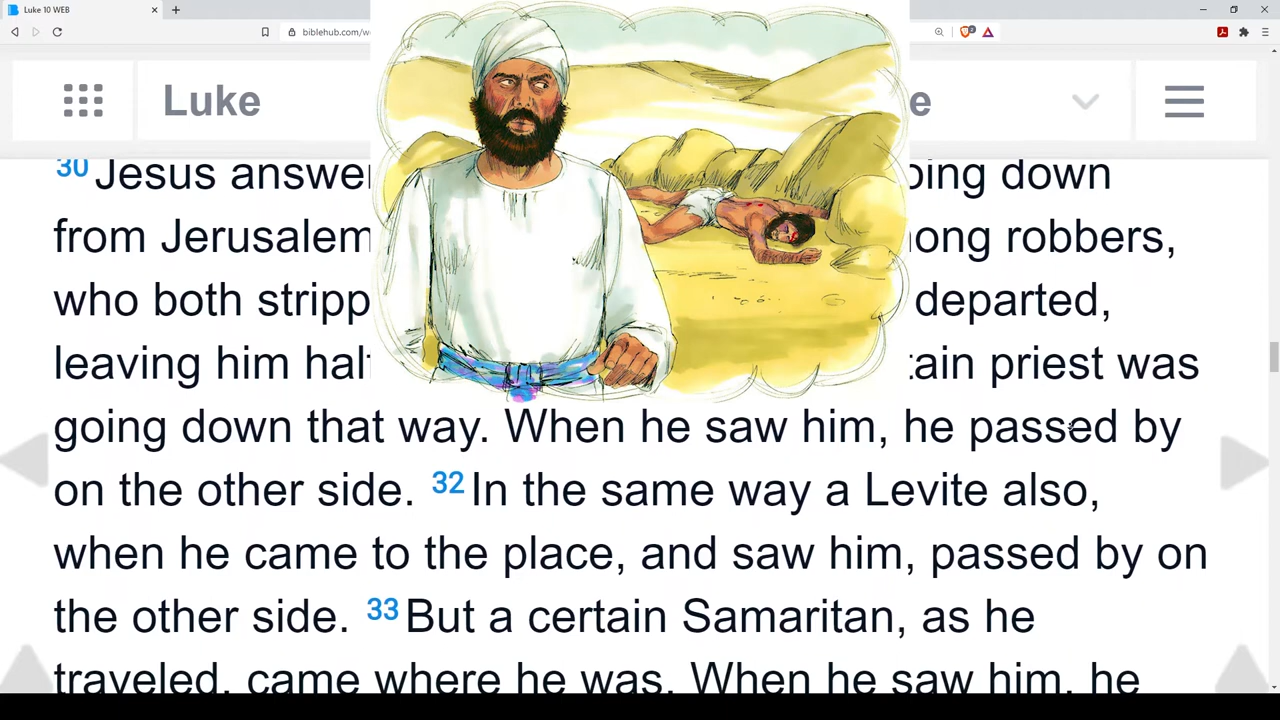 Luke 10 WEB
biblehub.com/w
Luke
e
30 Jesus answe oing down
from Jerusalem ong robbers,
who both stripp departed,
leaving him half tain priest was
going down that way. When he saw him, he passed by
on the other side. 32 In the same way a Levite also,
when he came to the place, and saw him, passed by on
the other side. 33 But a certain Samaritan, as he
traveled, came where he was. When he saw him, he